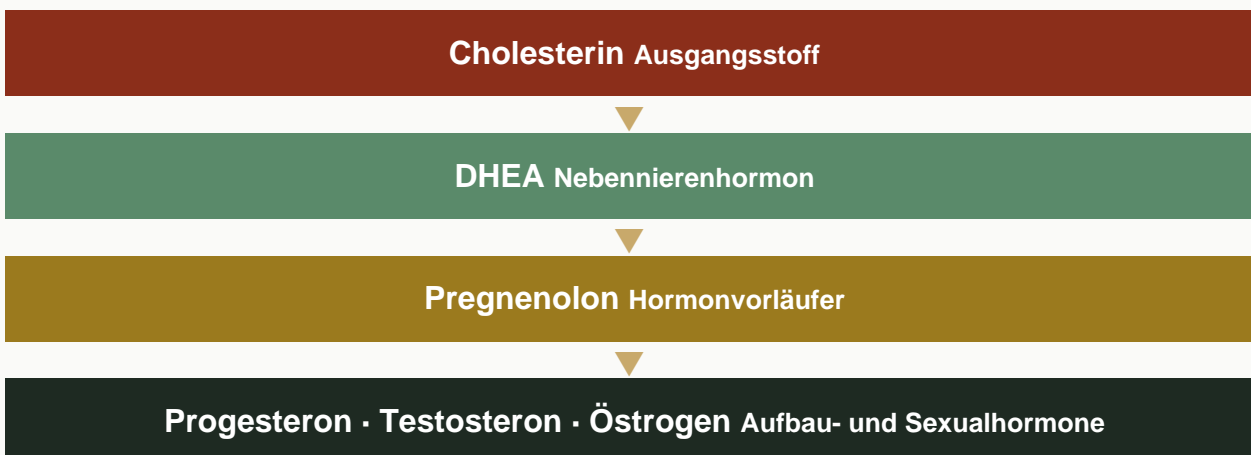 Cholesterin Ausgangsstoff
DHEA Nebennierenhormon
Pregnenolon Hormonvorläufer
Progesteron · Testosteron · Östrogen Aufbau- und Sexualhormone